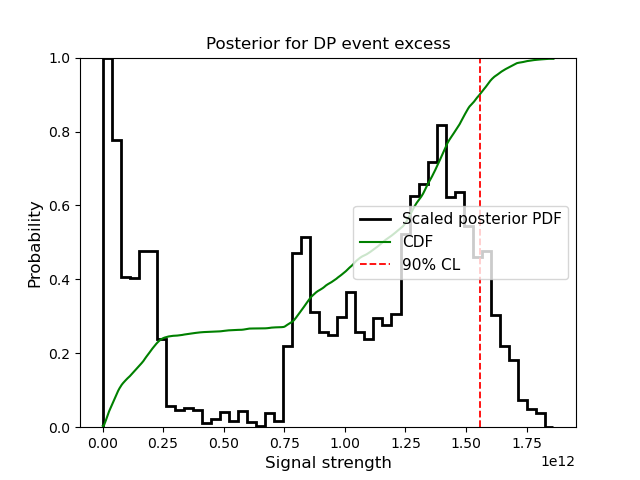 Posterior for DP event excess
Probability
1.0
0.8
0.6
0.4
0.2
0.0
Scaled posterior PDF
CDF
90% CL
0.00 0.25 0.50 0.75 1.00 1.25 1.50 1.75
1e12
Signal strength